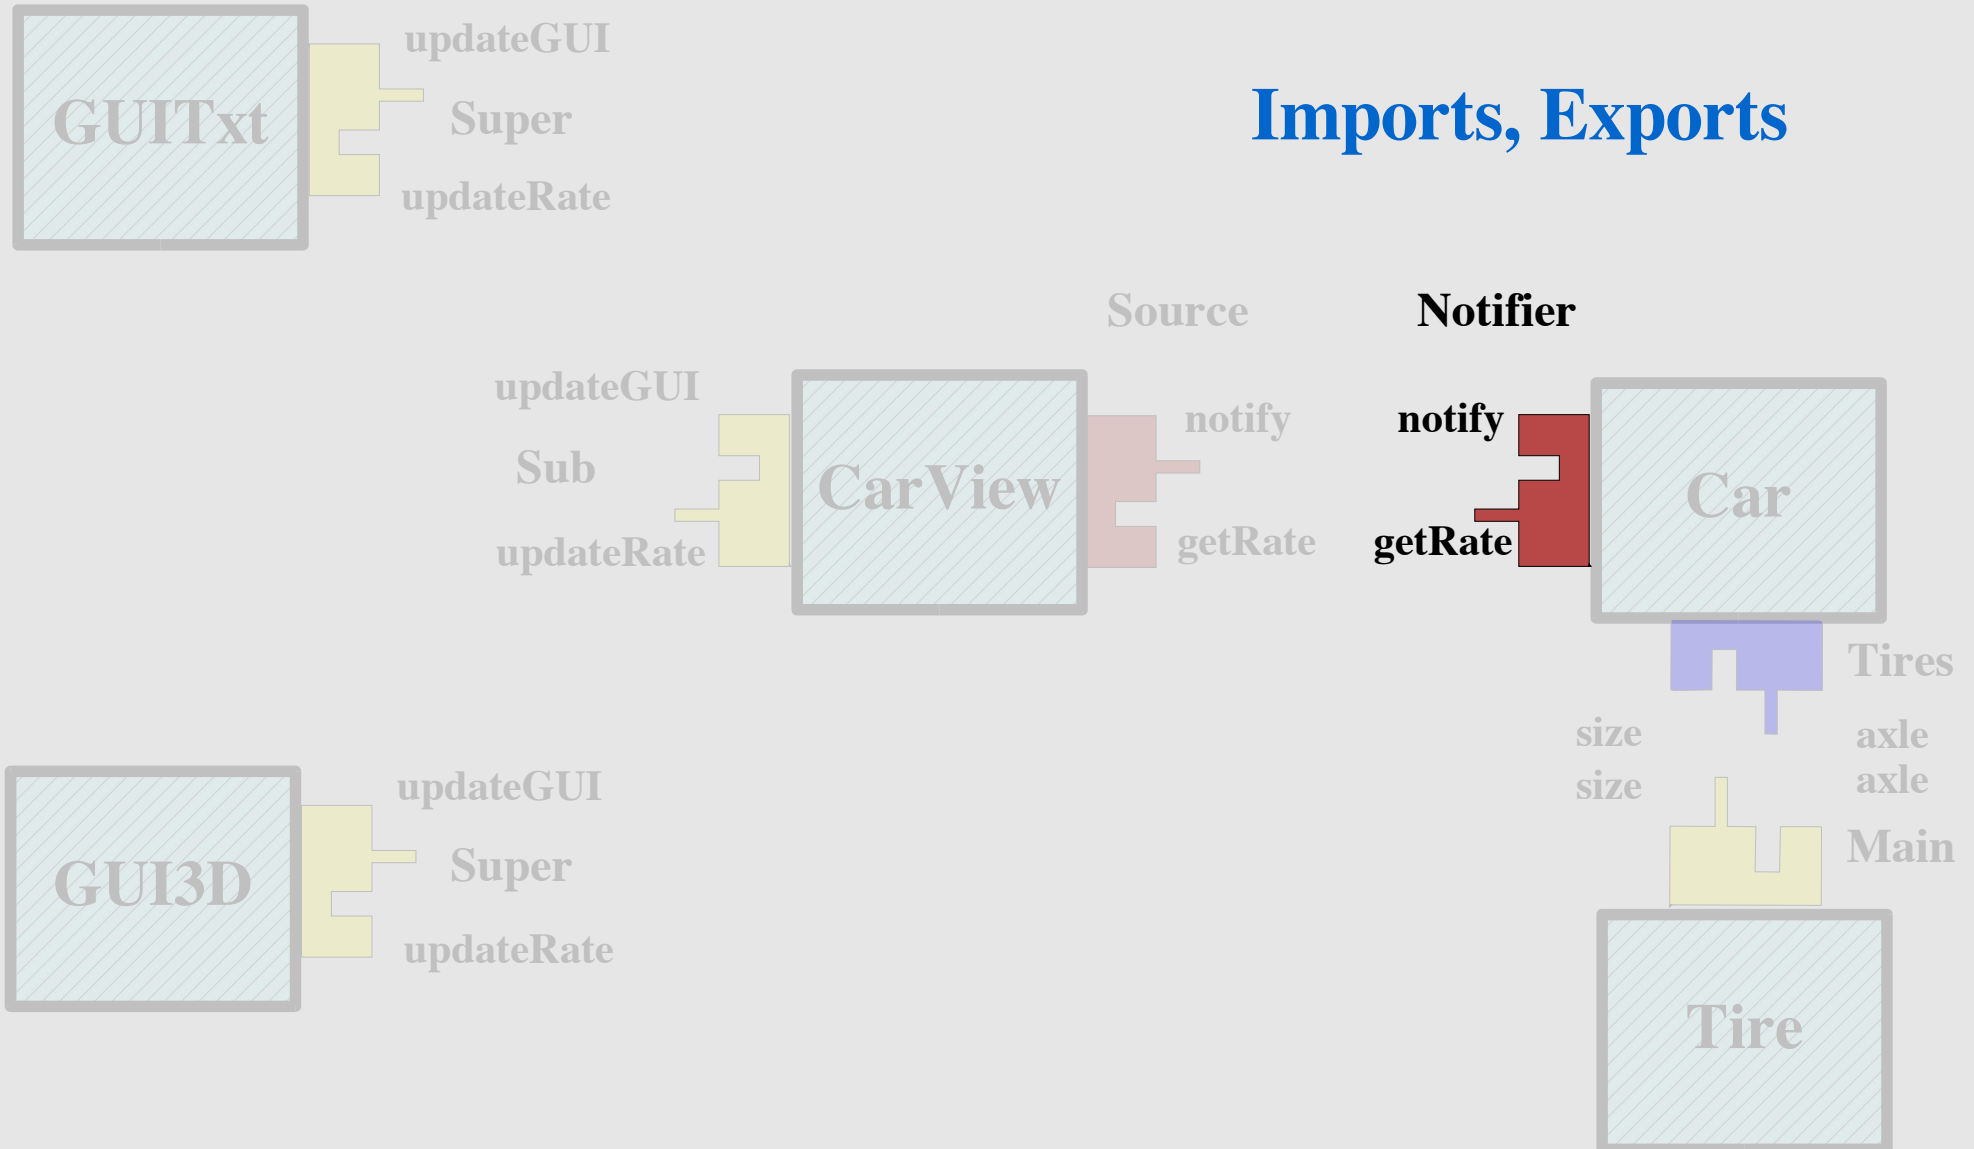 updateGUI
GUITxt
Super
updateRate
Imports, Exports
Source
Notifier
updateGUI
Sub
updateRate
CarView
notify
getRate
notify
getRate
Car
Tires
size
axle
size
axle
Main
Tire
updateGUI
GUI3D
Super
updateRate